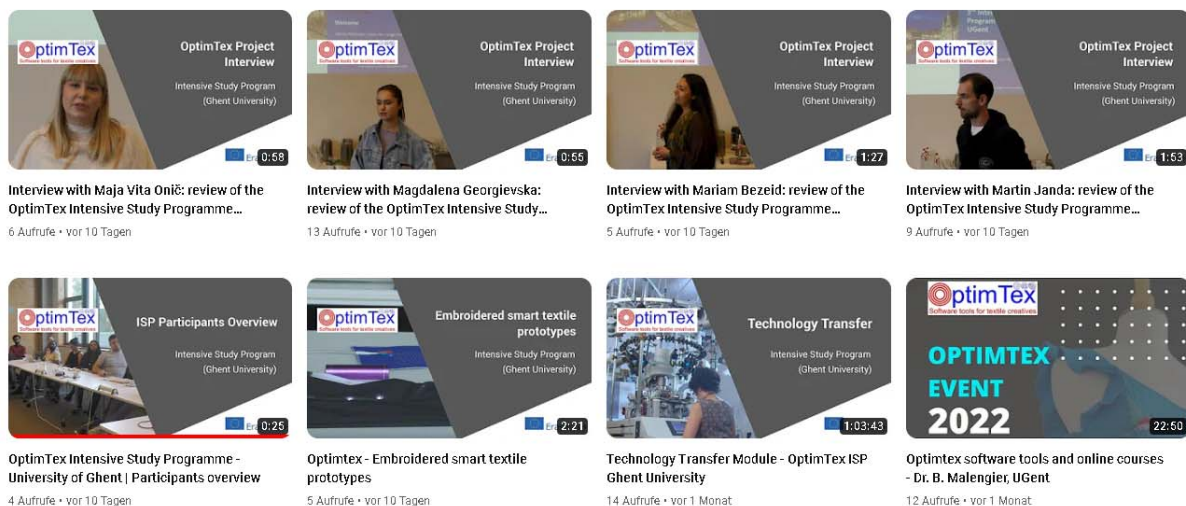 OptimTex
Software tools for textile creatives
OptimTex Project
Interview
Intensive Study Program
(Ghent University)
0:58
Interview with Maja Vita Onič: review of the
OptimTex Intensive Study Programme...
6 Aufrufe • vor 10 Tagen
OptimTex
Software tools for textile creatives
OptimTex Project
Interview
Intensive Study Program
(Ghent University)
0:55
Interview with Magdalena Georgievska:
review of the OptimTex Intensive Study...
13 Aufrufe • vor 10 Tagen
OptimTex
Software tools for textile creatives
OptimTex Project
Interview
Intensive Study Program
(Ghent University)
1:27
Interview with Mariam Bezeid: review of the
OptimTex Intensive Study Programme...
5 Aufrufe • vor 10 Tagen
OptimTex
Software tools for textile creatives
OptimTex Project
Interview
Intensive Study Program
(Ghent University)
1:53
Interview with Martin Janda: review of the
OptimTex Intensive Study Programme...
9 Aufrufe • vor 10 Tagen
OptimTex
Software tools for textile creatives
ISP Participants Overview
Intensive Study Program
(Ghent University)
0:25
OptimTex Intensive Study Programme -
University of Ghent | Participants overview
4 Aufrufe • vor 10 Tagen
OptimTex
Software tools for textile creatives
Embroidered smart textile
prototypes
Intensive Study Program
(Ghent University)
2:21
Optimtex - Embroidered smart textile
prototypes
5 Aufrufe • vor 10 Tagen
OptimTex
Software tools for textile creatives
Technology Transfer
Intensive Study Program
(Ghent University)
1:03:43
Technology Transfer Module - OptimTex ISP
Ghent University
14 Aufrufe • vor 1 Monat
OptimTex
Software tools for textile creatives
OPTIMTEX
EVENT
2022
22:50
Optimtex software tools and online courses
- Dr. B. Malengier, UGent
12 Aufrufe • vor 1 Monat